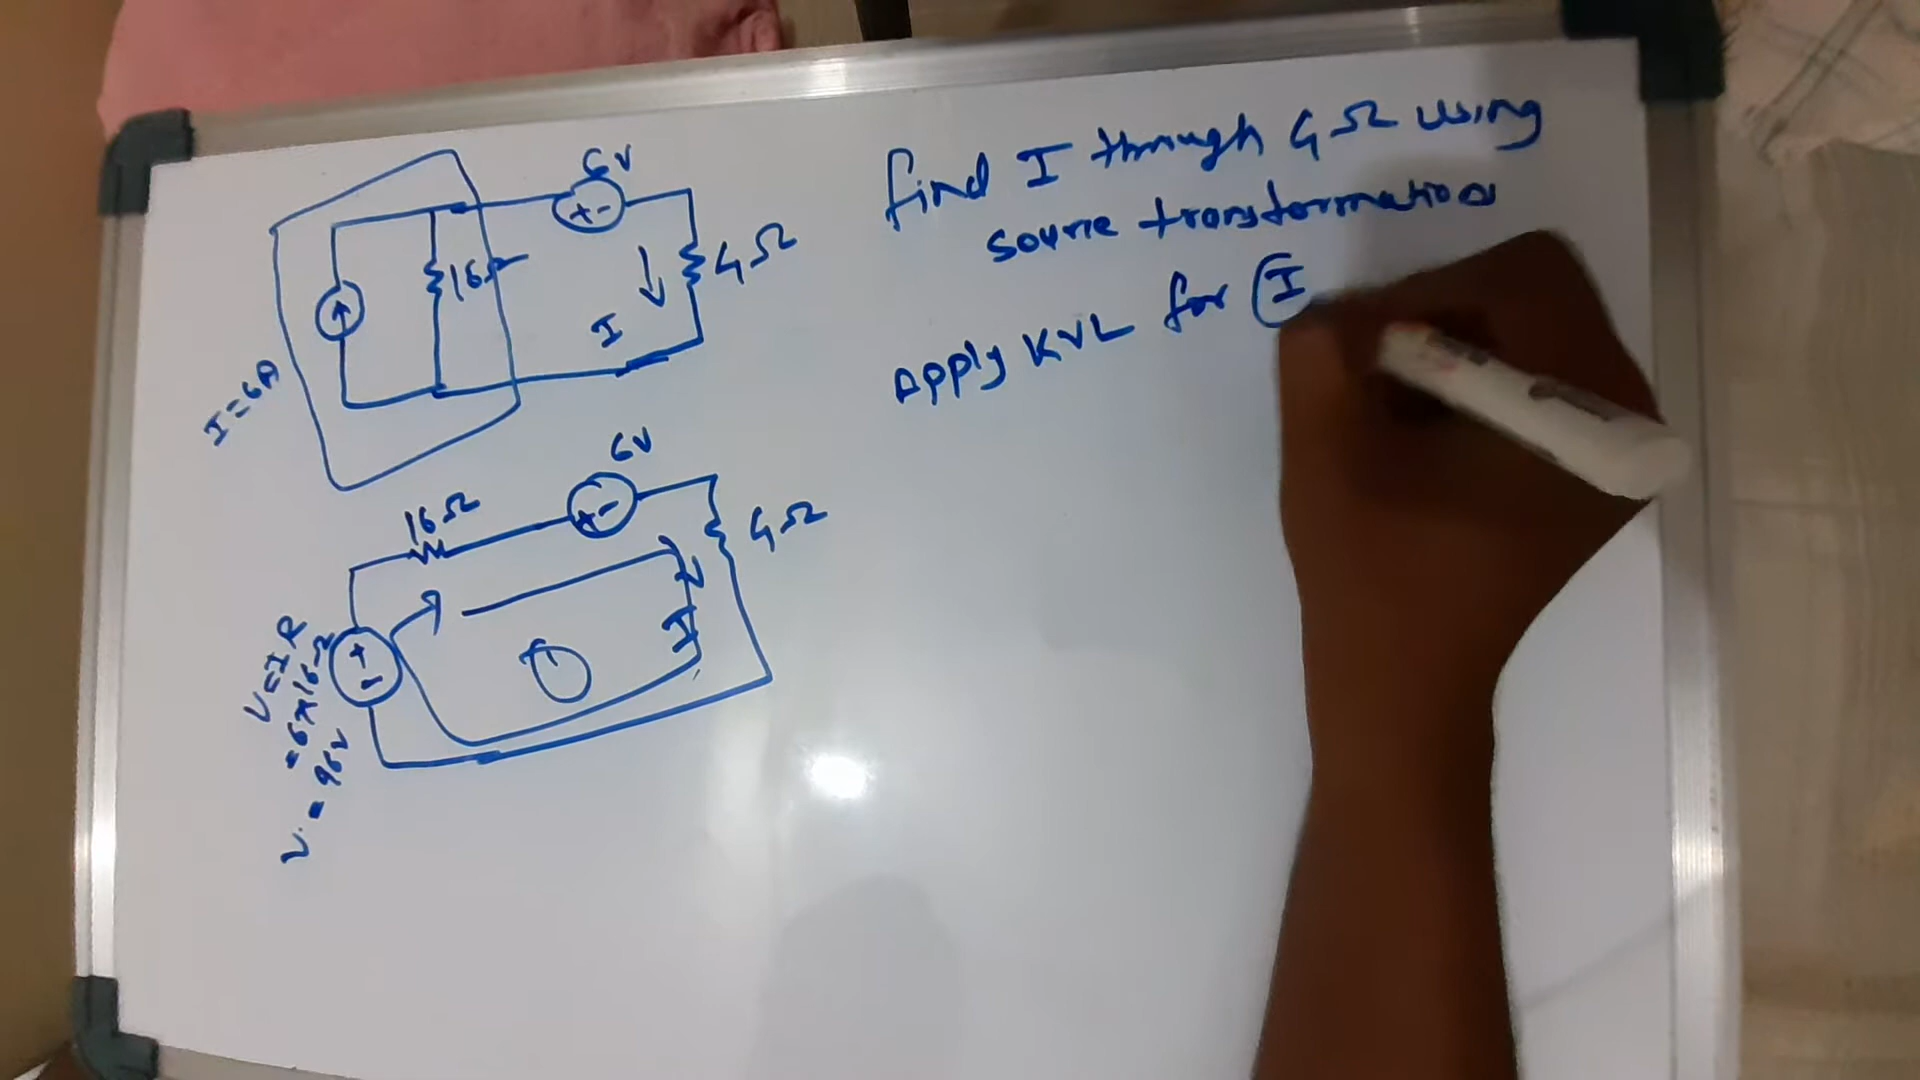 6V
+ -
16Ω
4Ω
I
I=6A
find I through 4Ω using
source transformation
Apply KVL for I
6V
16Ω
+ -
4Ω
I
+
-
V=IR
=6×16Ω
V=96V